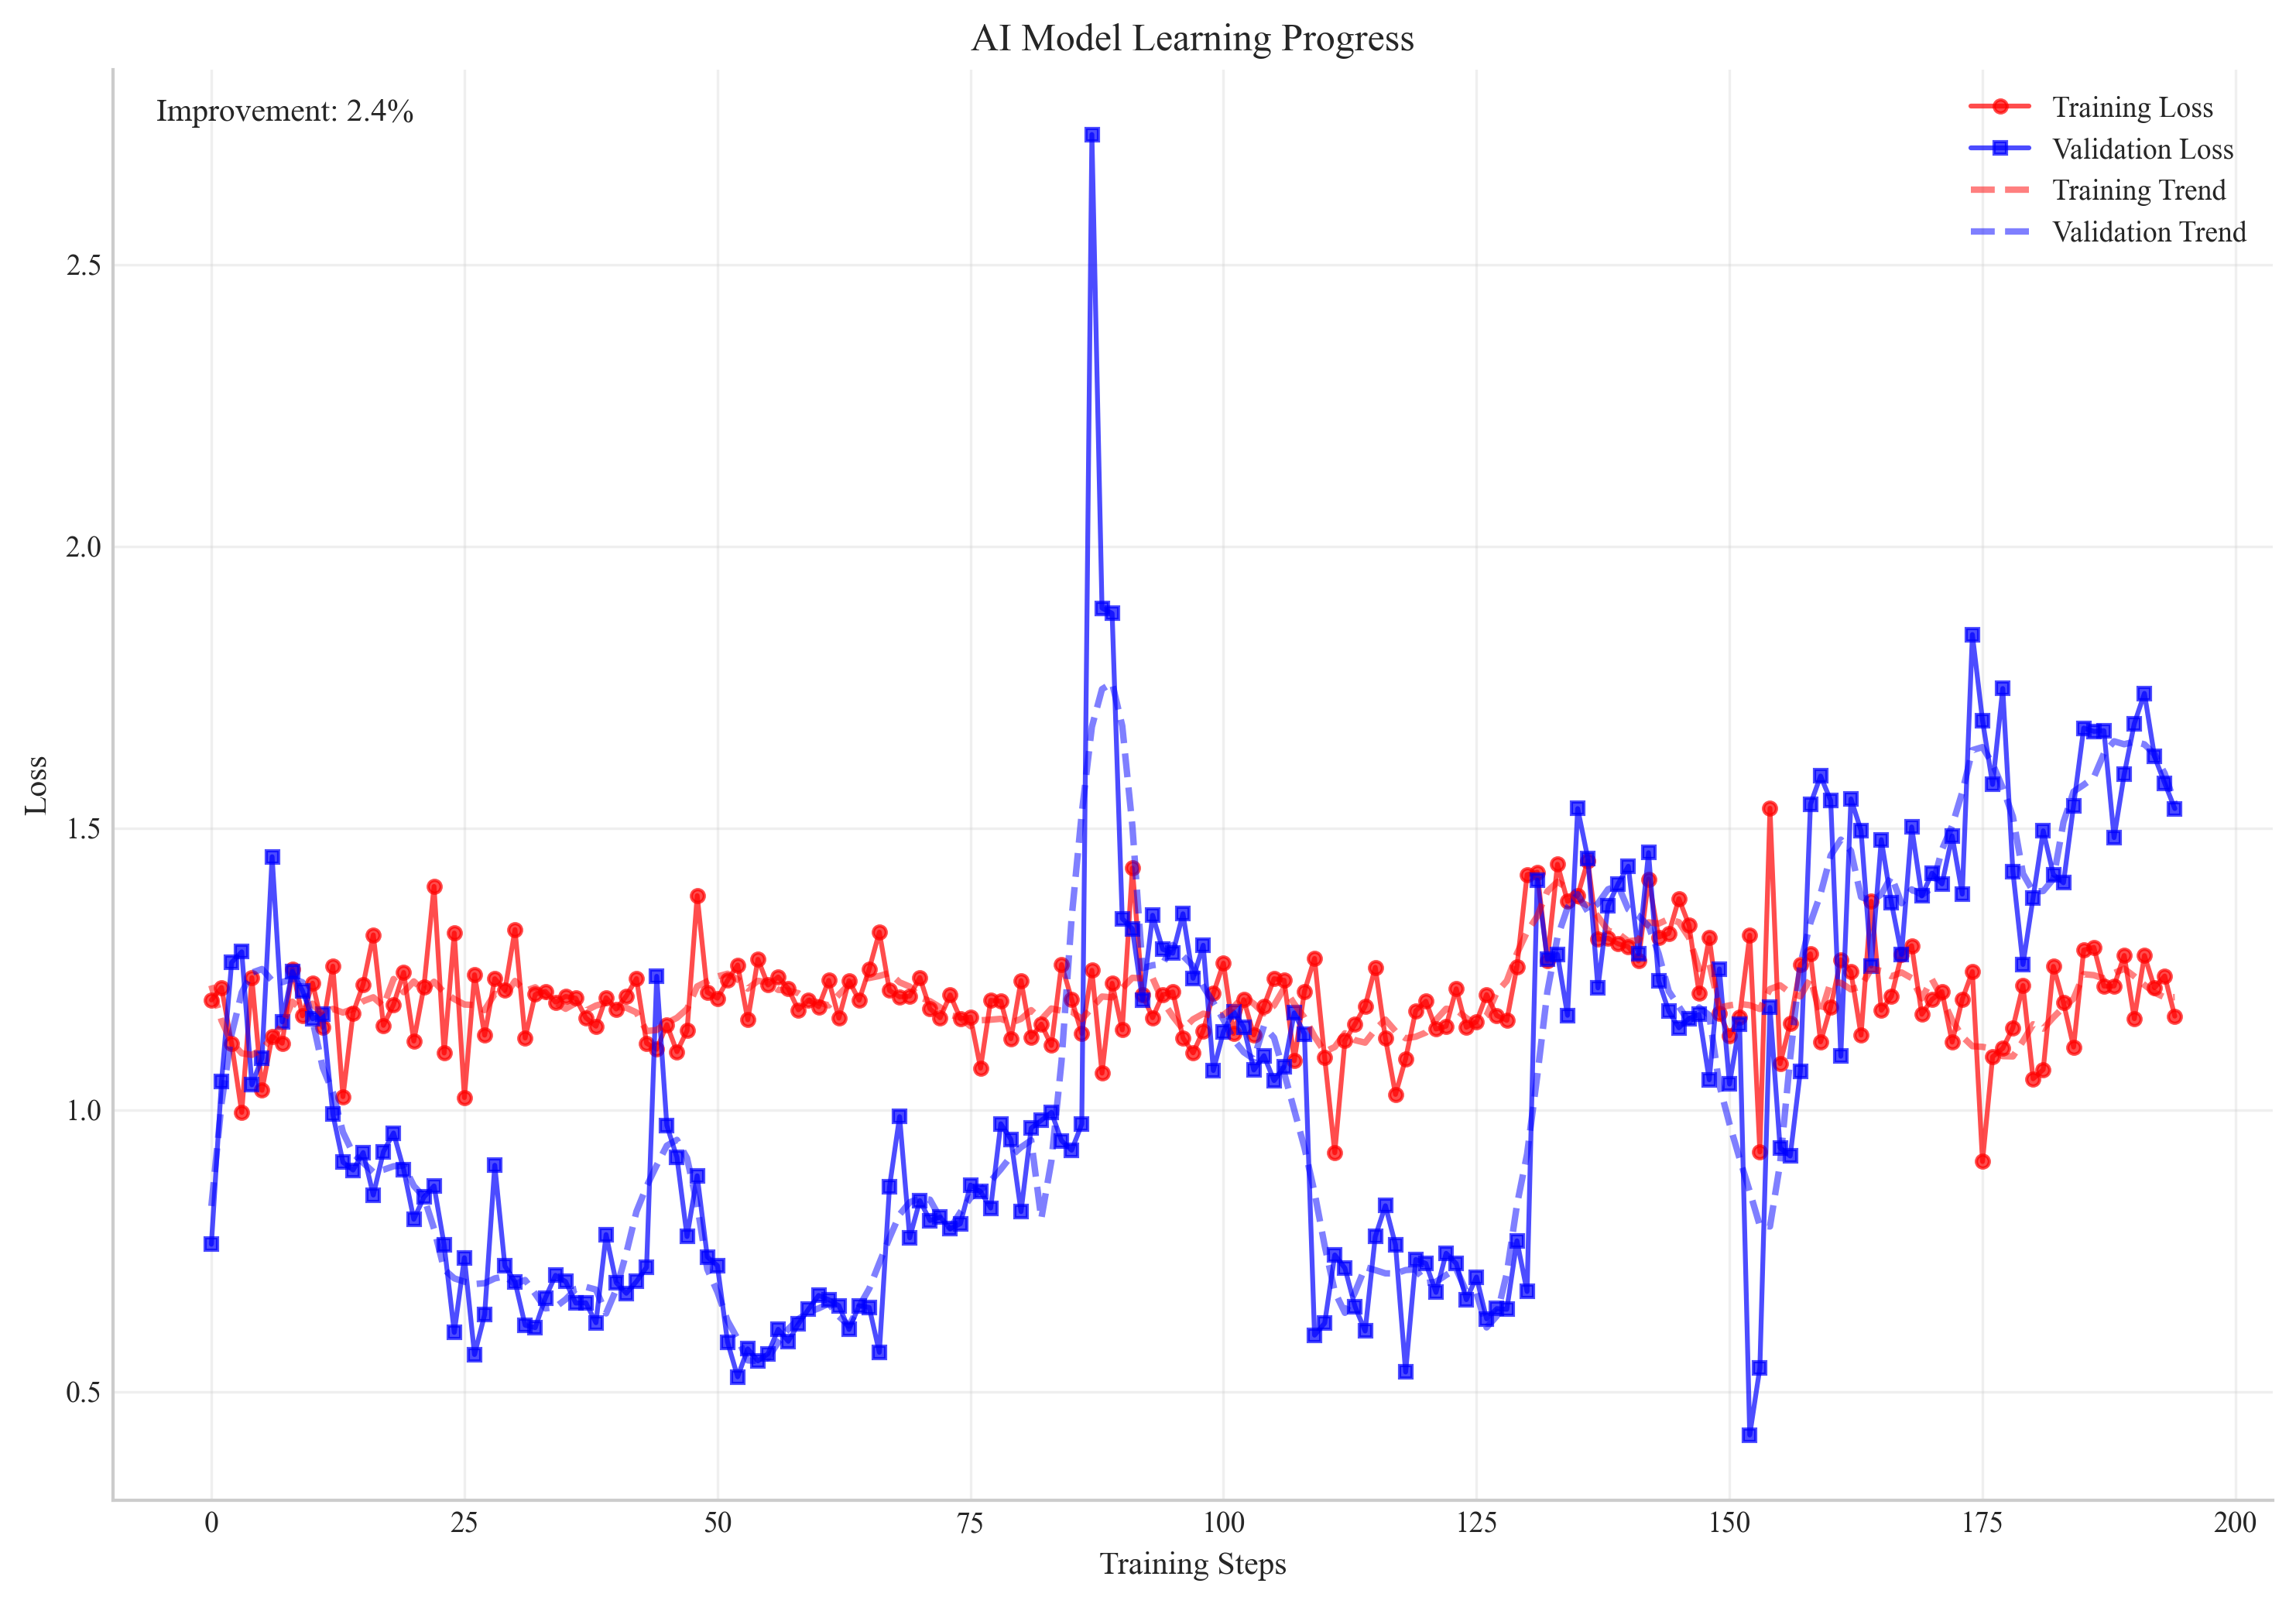 AI Model Learning Progress
Improvement: 2.4%
Training Loss
Validation Loss
Training Trend
Validation Trend
2.5
2.0
1.5
1.0
0.5
Loss
0 25 50 75 100 125 150 175 200
Training Steps